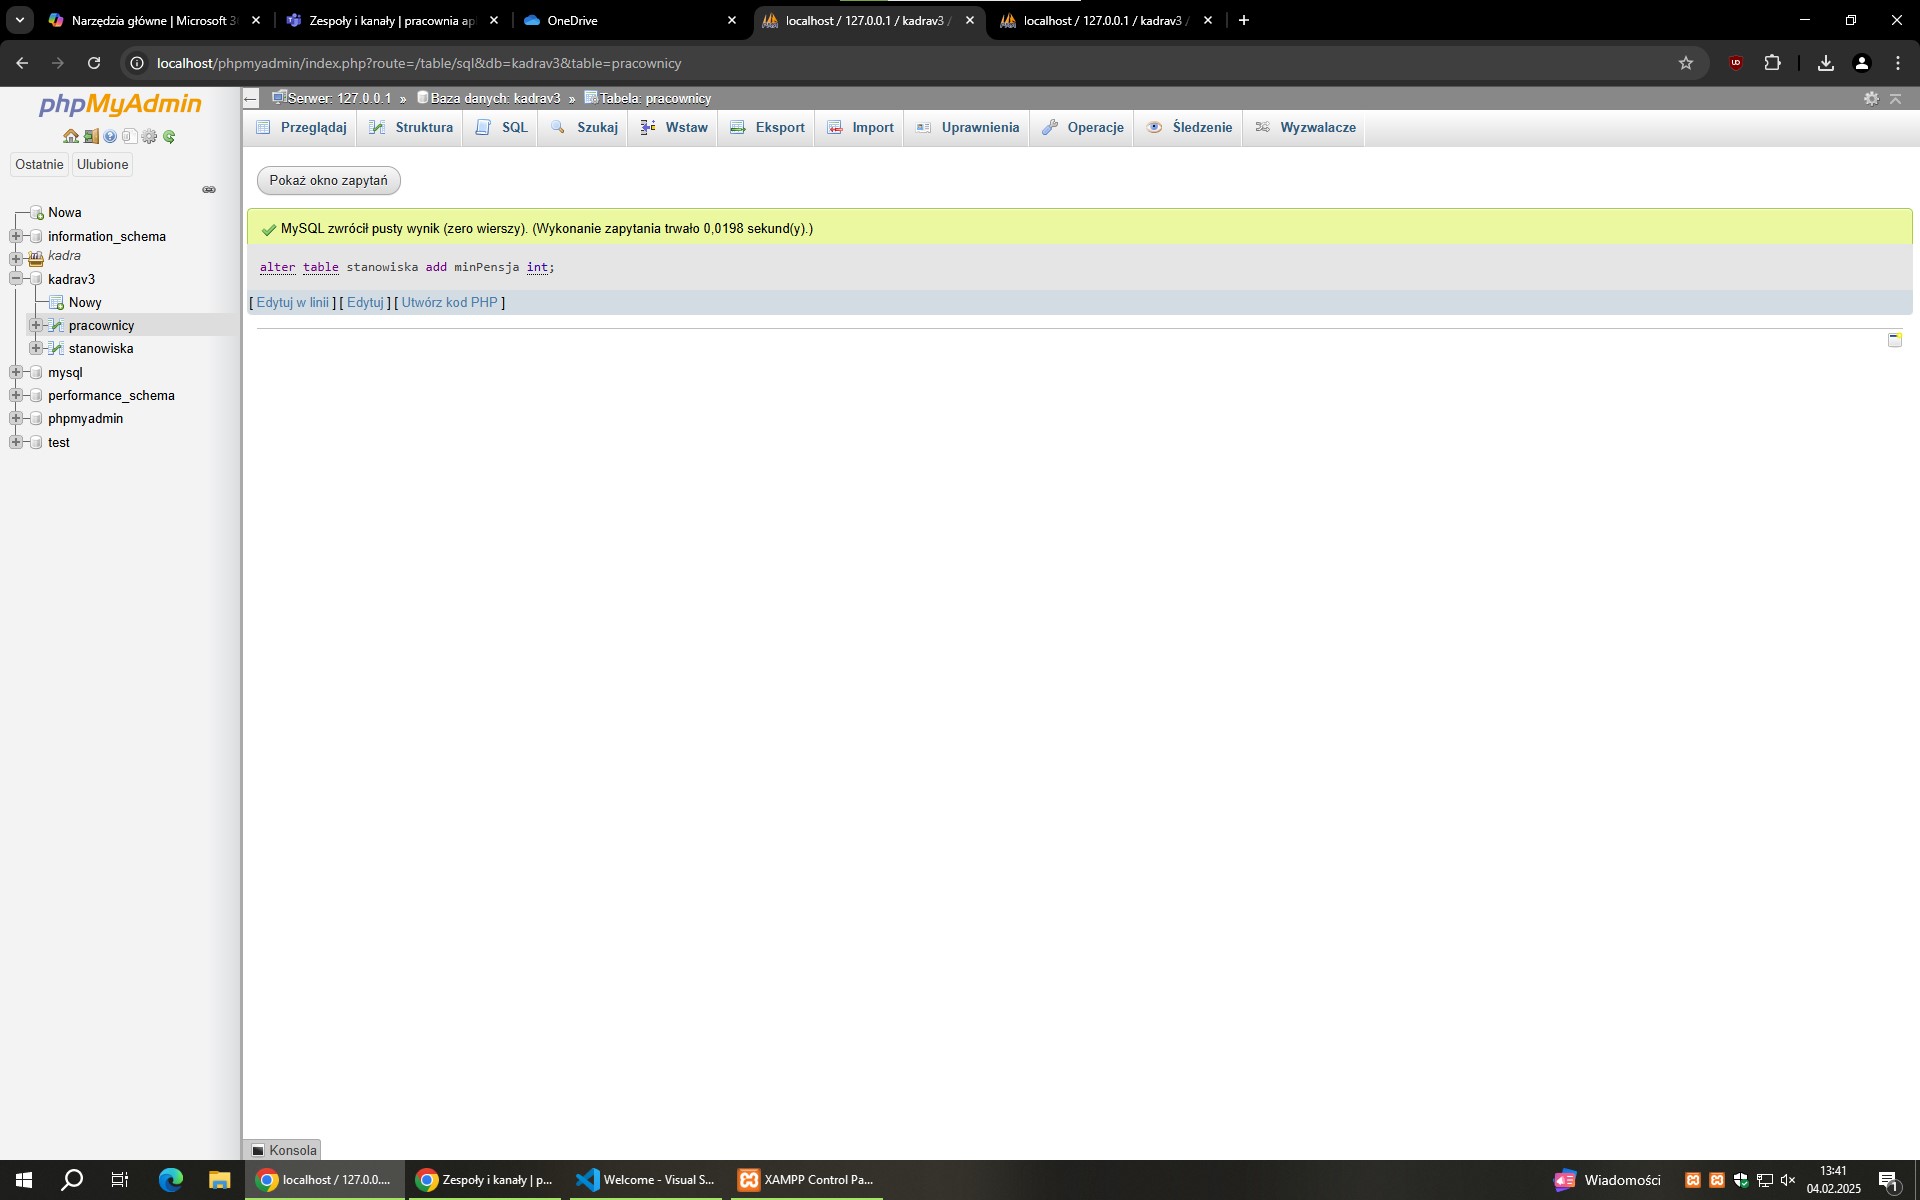 Narzędzia główne | Microsoft 3
Zespoły i kanały | pracownia ap
OneDrive
localhost / 127.0.0.1 / kadrav3 /
localhost / 127.0.0.1 / kadrav3 /
localhost/phpmyadmin/index.php?route=/table/sql&db=kadrav3&table=pracownicy
phpMyAdmin
Ostatnie
Ulubione
Nowa
information_schema
kadra
kadrav3
Nowy
pracownicy
stanowiska
mysql
performance_schema
phpmyadmin
test
Serwer: 127.0.0.1 » Baza danych: kadrav3 » Tabela: pracownicy
Przeglądaj Struktura SQL Szukaj Wstaw Eksport Import Uprawnienia Operacje Śledzenie Wyzwalacze
Pokaż okno zapytań
MySQL zwrócił pusty wynik (zero wierszy). (Wykonanie zapytania trwało 0,0198 sekund(y).)
alter table stanowiska add minPensja int;
[ Edytuj w linii ] [ Edytuj ] [ Utwórz kod PHP ]
Konsola
localhost / 127.0.0....
Zespoły i kanały | p...
Welcome - Visual S...
XAMPP Control Pa...
Wiadomości
13:41
04.02.2025
1